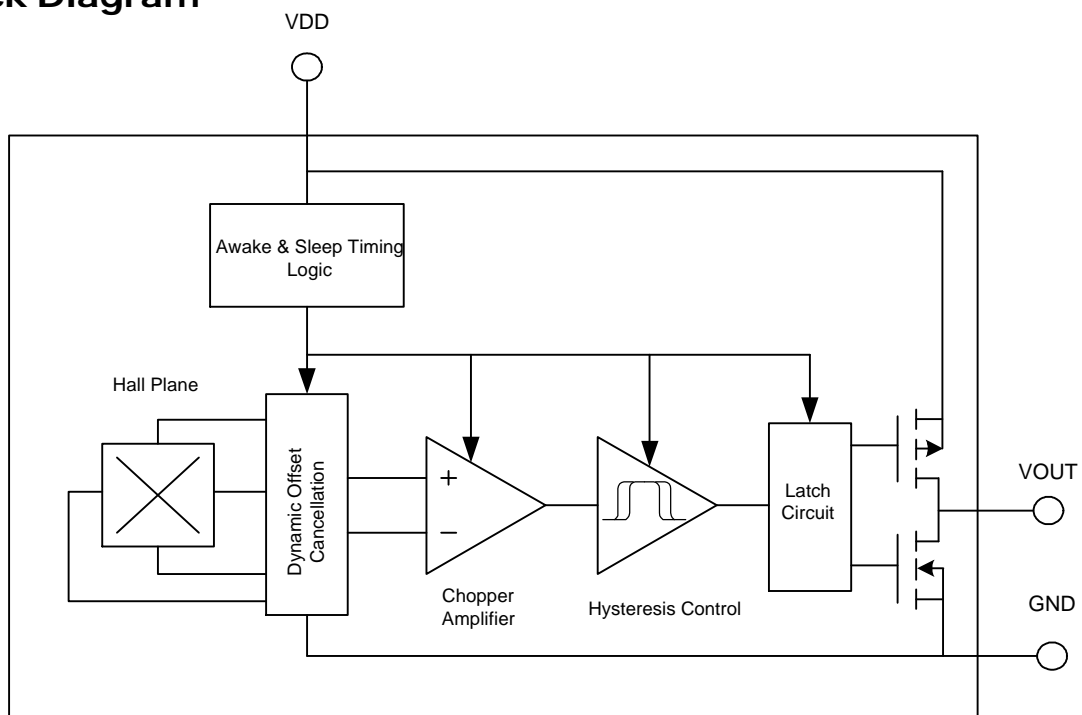 ck Diagram
VDD
Awake & Sleep Timing
Logic
Hall Plane
Dynamic Offset
Cancellation
+
−
Chopper
Amplifier
Hysteresis Control
Latch
Circuit
VOUT
GND